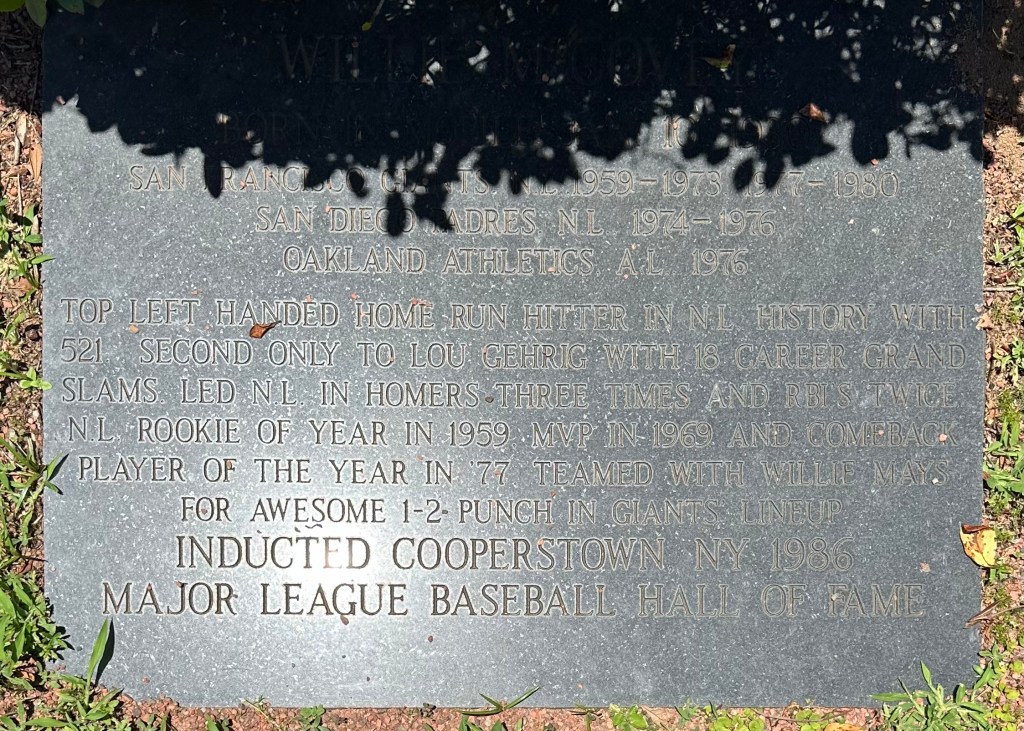 WILLIE McCOVEY
BORN
SAN FRANCISCO GIANTS, N.L. 1959-1973 1977-1980
SAN DIEGO PADRES, N.L. 1974-1976
OAKLAND ATHLETICS, A.L. 1976
TOP LEFT HANDED HOME RUN HITTER IN N.L. HISTORY WITH
521. SECOND ONLY TO LOU GEHRIG WITH 18 CAREER GRAND
SLAMS. LED N.L. IN HOMERS THREE TIMES AND R.B.I.S TWICE.
N.L. ROOKIE OF YEAR IN 1959, MVP IN 1969 AND COMEBACK
PLAYER OF THE YEAR IN '77. TEAMED WITH WILLIE MAYS
FOR AWESOME 1-2 PUNCH IN GIANTS' LINEUP.
INDUCTED COOPERSTOWN, NY 1986
MAJOR LEAGUE BASEBALL HALL OF FAME